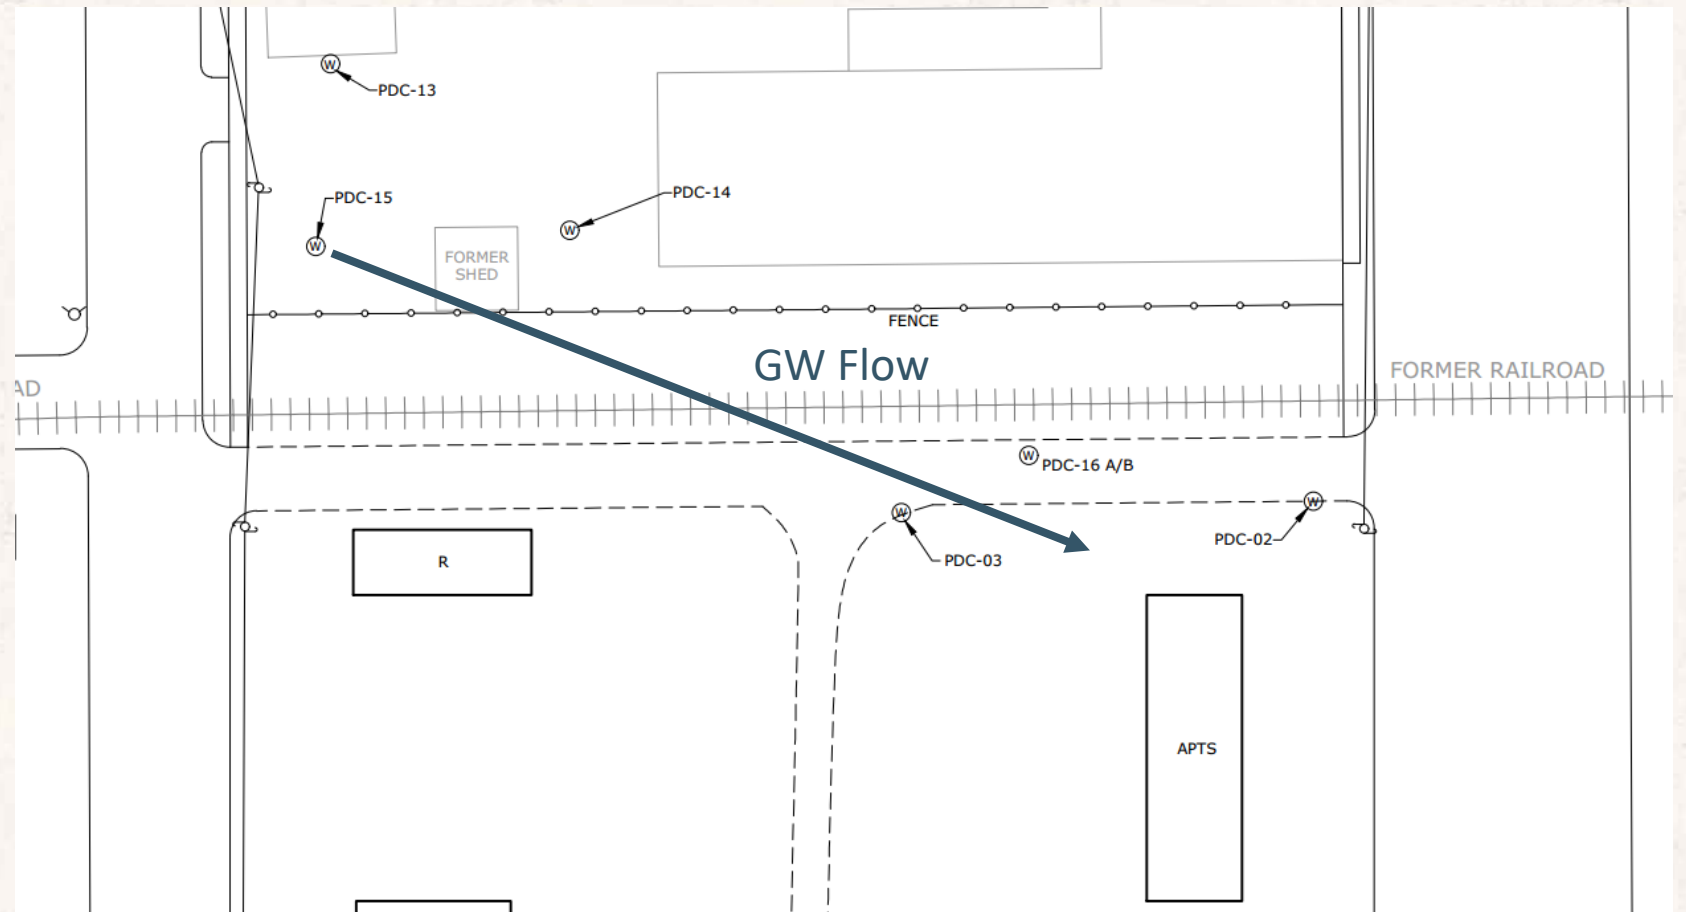 W
PDC-13
PDC-15
PDC-14
W
W
FORMER
SHED
FENCE
GW Flow
FORMER RAILROAD
AD
W
PDC-16 A/B
W
W
PDC-02
PDC-03
R
APTS